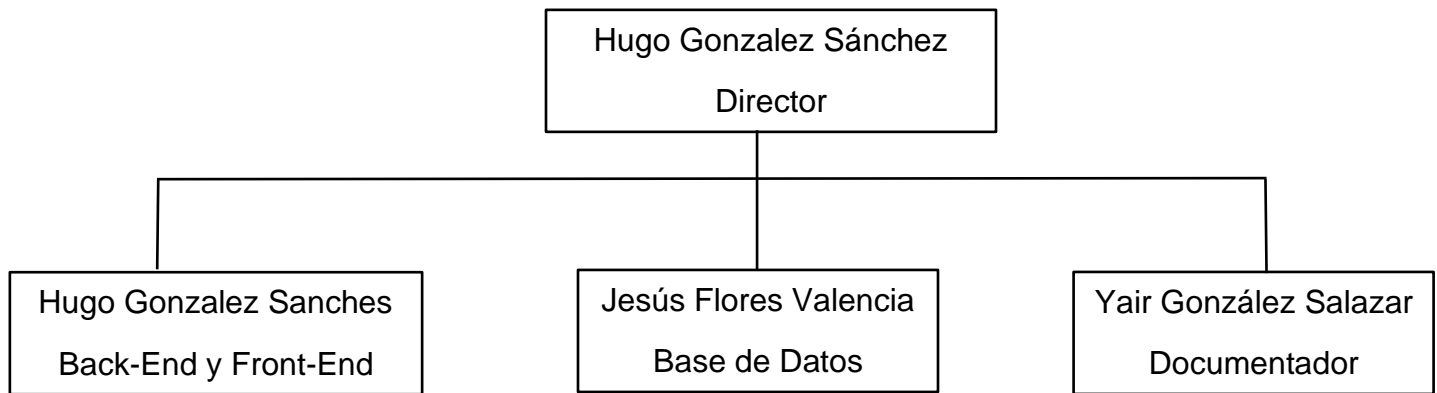 Hugo Gonzalez Sánchez
Director
Hugo Gonzalez Sanches
Back-End y Front-End
Jesús Flores Valencia
Base de Datos
Yair González Salazar
Documentador